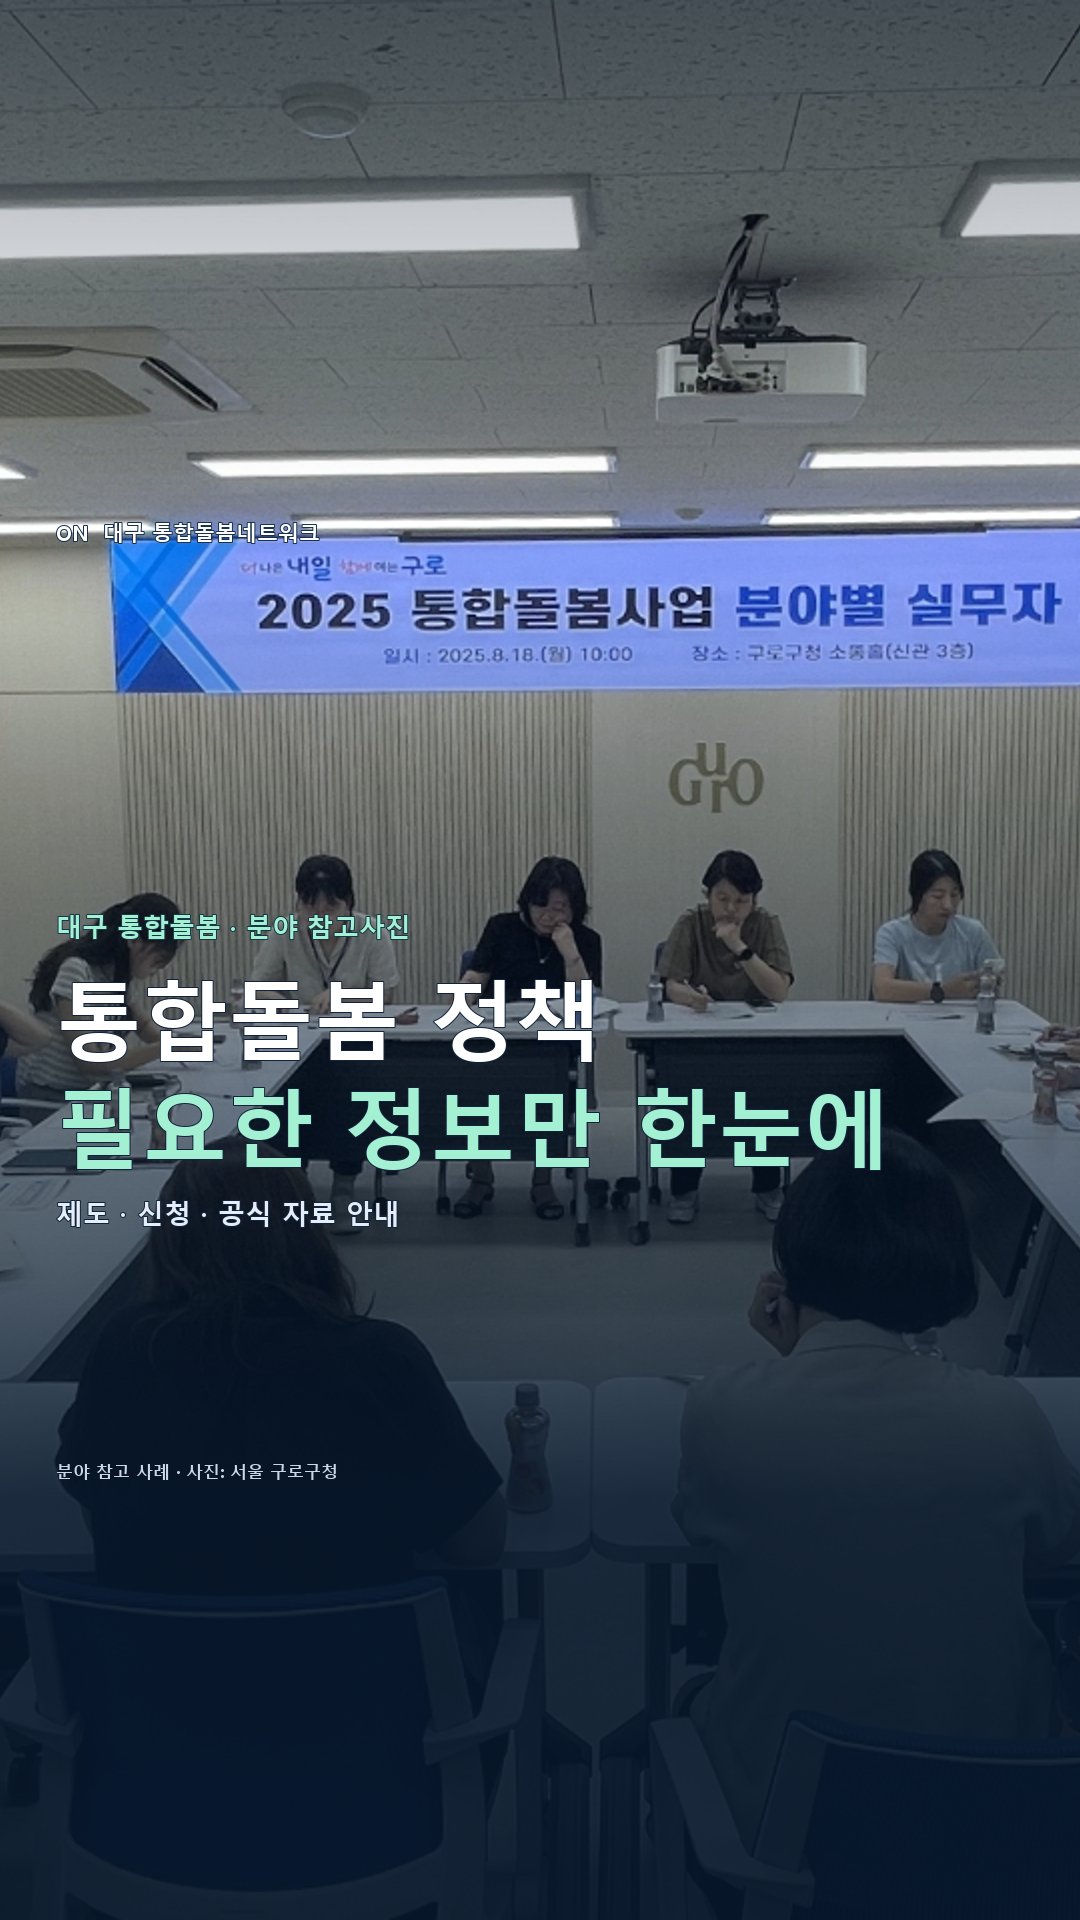 ON 대구 통합돌봄네트워크
더 나은 내일 함께 여는 구로
2025 통합돌봄사업 분야별 실무자
일시 : 2025.8.18.(월) 10:00 장소 : 구로구청 소통홀(신관 3층)
GurO
대구 통합돌봄 · 분야 참고사진
통합돌봄 정책
필요한 정보만 한눈에
제도 · 신청 · 공식 자료 안내
분야 참고 사례 · 사진: 서울 구로구청